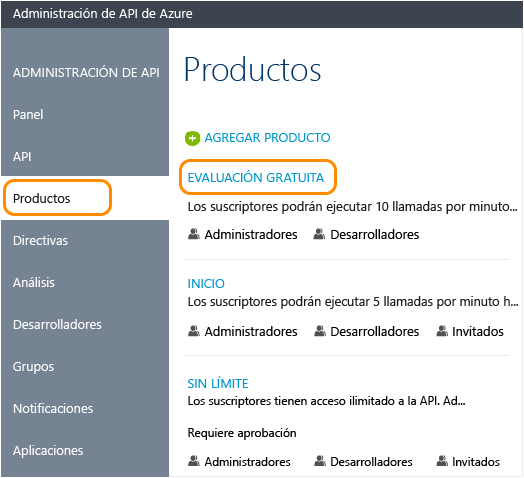 Administración de API de Azure
ADMINISTRACIÓN DE API
Panel
API
Productos
Directivas
Análisis
Desarrolladores
Grupos
Notificaciones
Aplicaciones
Productos
AGREGAR PRODUCTO
EVALUACIÓN GRATUITA
Los suscriptores podrán ejecutar 10 llamadas por minuto...
Administradores Desarrolladores
INICIO
Los suscriptores podrán ejecutar 5 llamadas por minuto h...
Administradores Desarrolladores Invitados
SIN LÍMITE
Los suscriptores tienen acceso ilimitado a la API. Ad...
Requiere aprobación
Administradores Desarrolladores Invitados